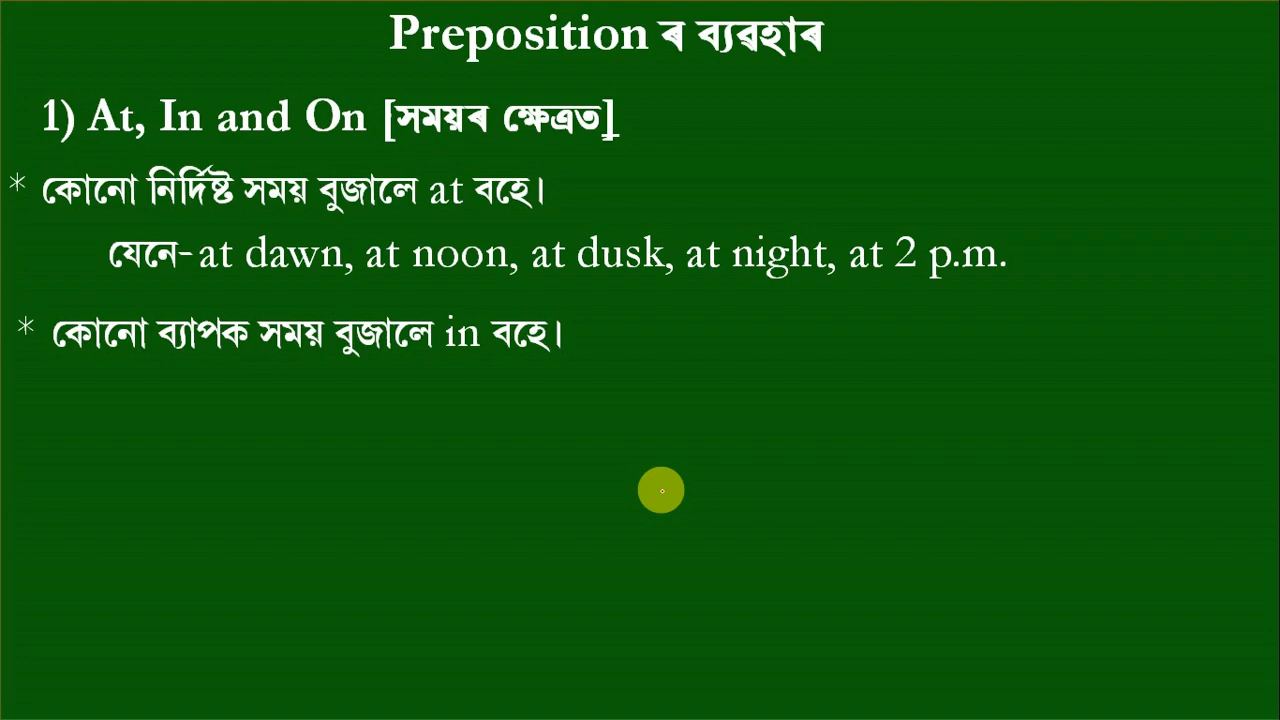 Preposition ৰ ব্যৱহাৰ
1) At, In and On [সময়ৰ ক্ষেত্ৰত]
* কোনো নিৰ্দিষ্ট সময় বুজালে at বহে।
যেনে- at dawn, at noon, at dusk, at night, at 2 p.m.
* কোনো ব্যাপক সময় বুজালে in বহে।